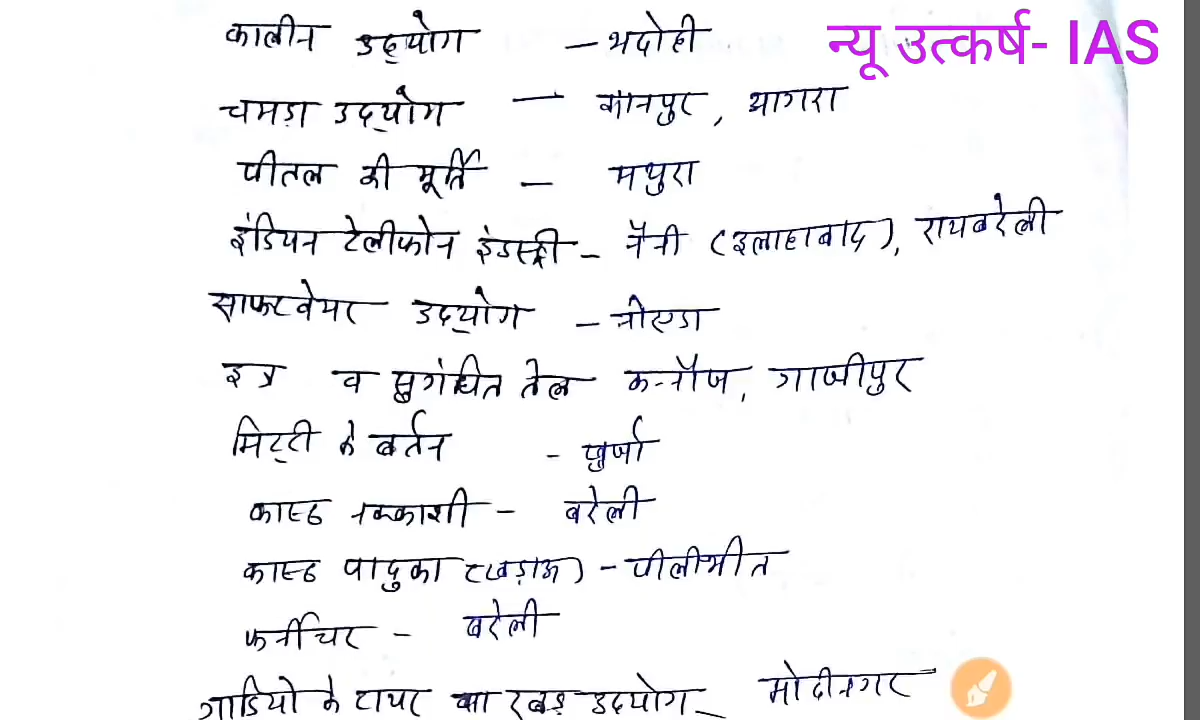 न्यू उत्कर्ष- IAS
कालीन उद्योग – भदोही
चमड़ा उद्योग – कानपुर, आगरा
पीतल की मूर्ति – मथुरा
इंडियन टेलीफोन इंडस्ट्री – नैनी (इलाहाबाद), रायबरेली
साफ्टवेयर उद्योग – नोएडा
इत्र व सुगंधित तेल कन्नौज, गाजीपुर
मिट्टी के बर्तन - खुर्जा
काष्ठ नक्काशी - बरेली
काष्ठ पादुका (खड़ाऊ) - पीलीभीत
फर्नीचर - बरेली
गाडियो के टायर का रबड़ उदयोग - मोदीनगर